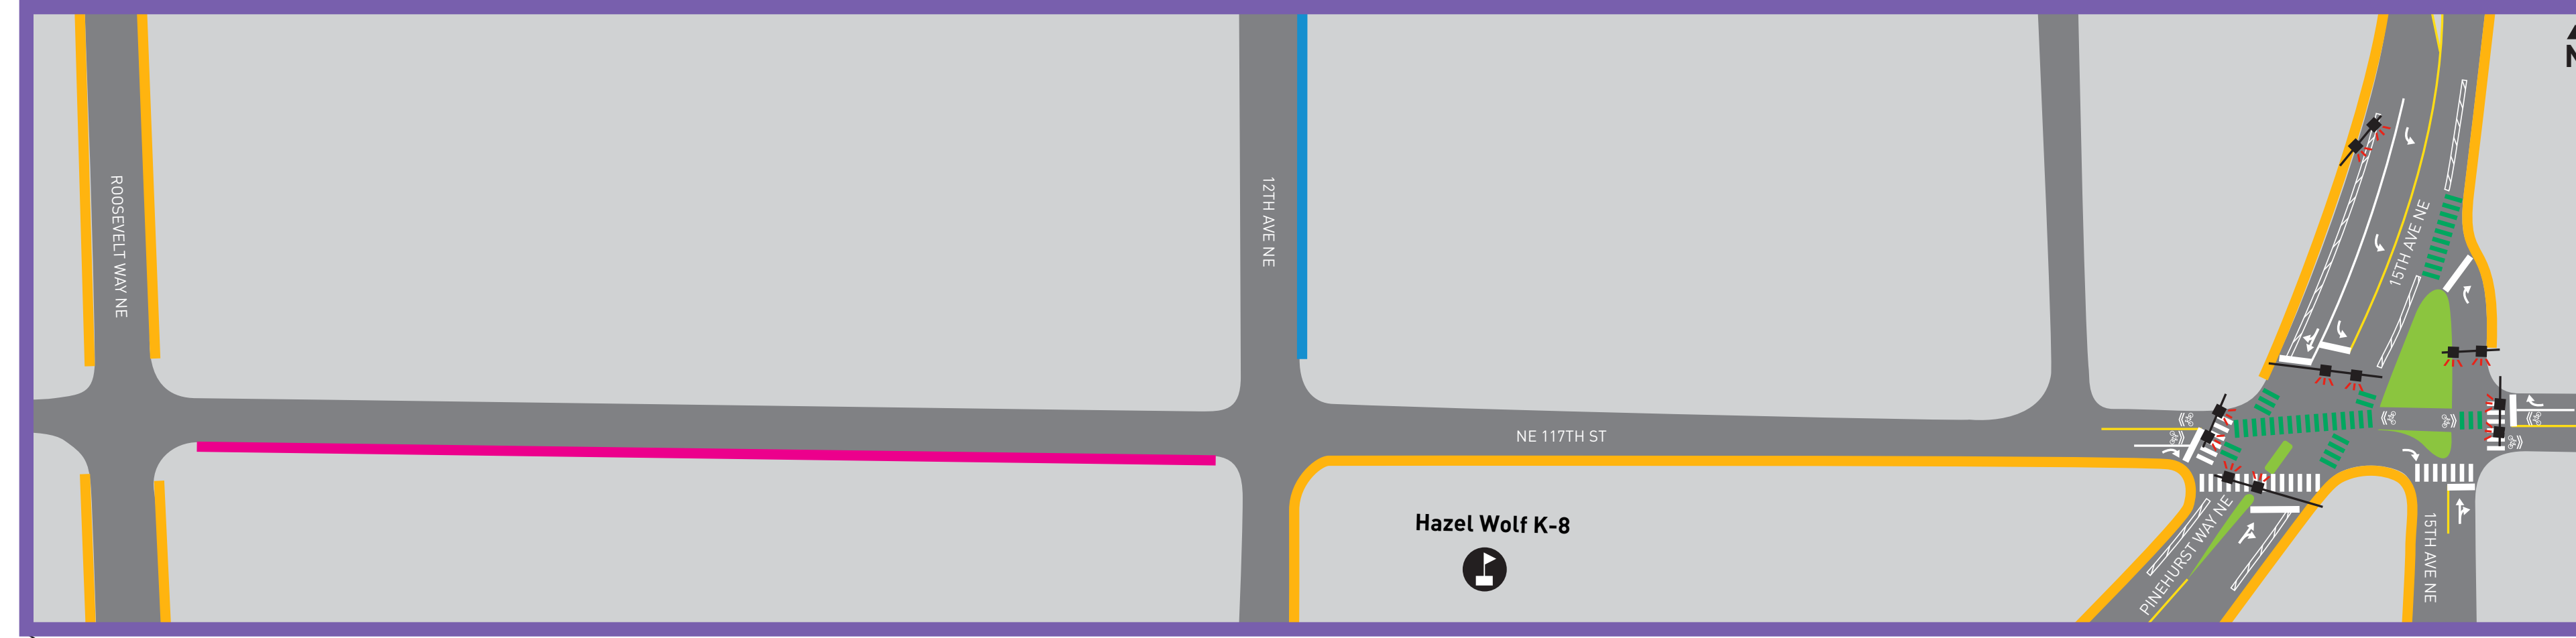 N
ROOSEVELT WAY NE
12TH AVE NE
15TH AVE NE
NE 117TH ST
Hazel Wolf K-8
PINEHURST WAY NE
15TH AVE NE